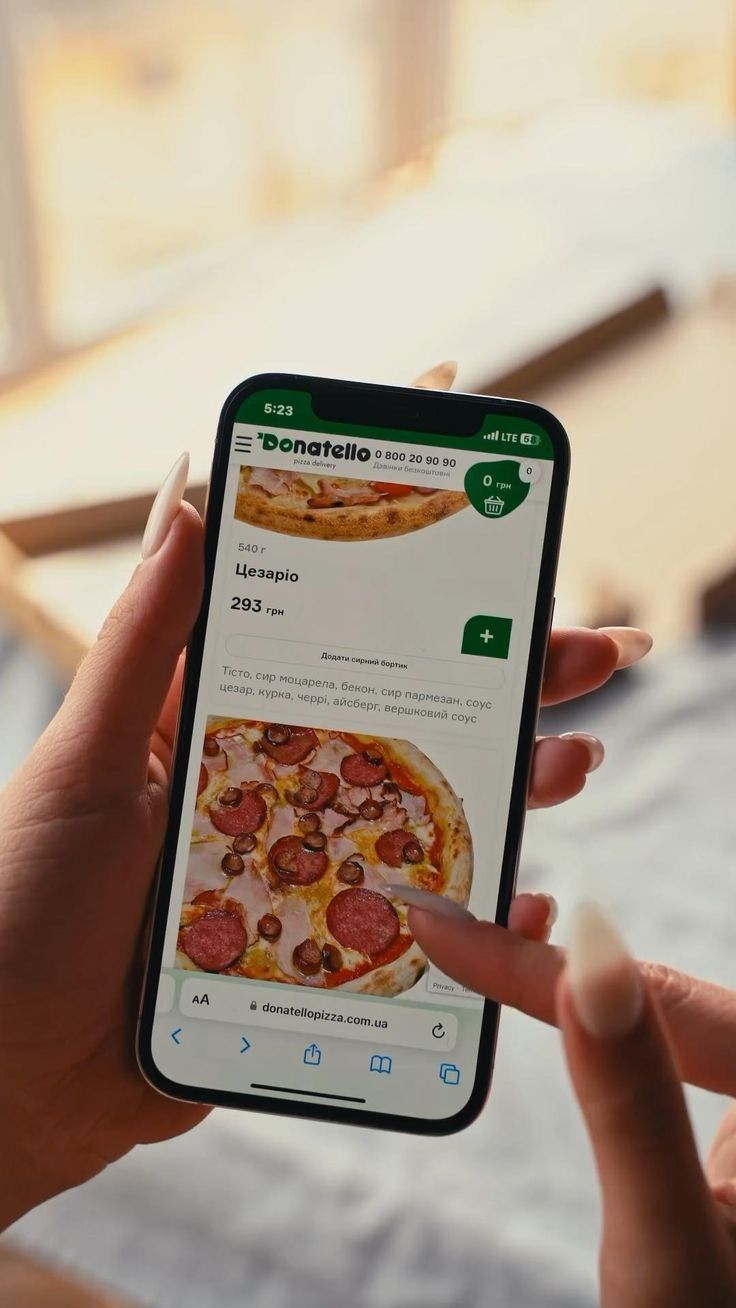 5:23
LTE 58
Donatello
pizza delivery
0 800 20 90 90
Дзвінки безкоштовні
0
0 грн
540 г
Цезаріо
293 грн
+
Додати сирний бортик
Тісто, сир моцарела, бекон, сир пармезан, соус
цезар, курка, черрі, айсберг, вершковий соус
Privacy
AA
donatellopizza.com.ua